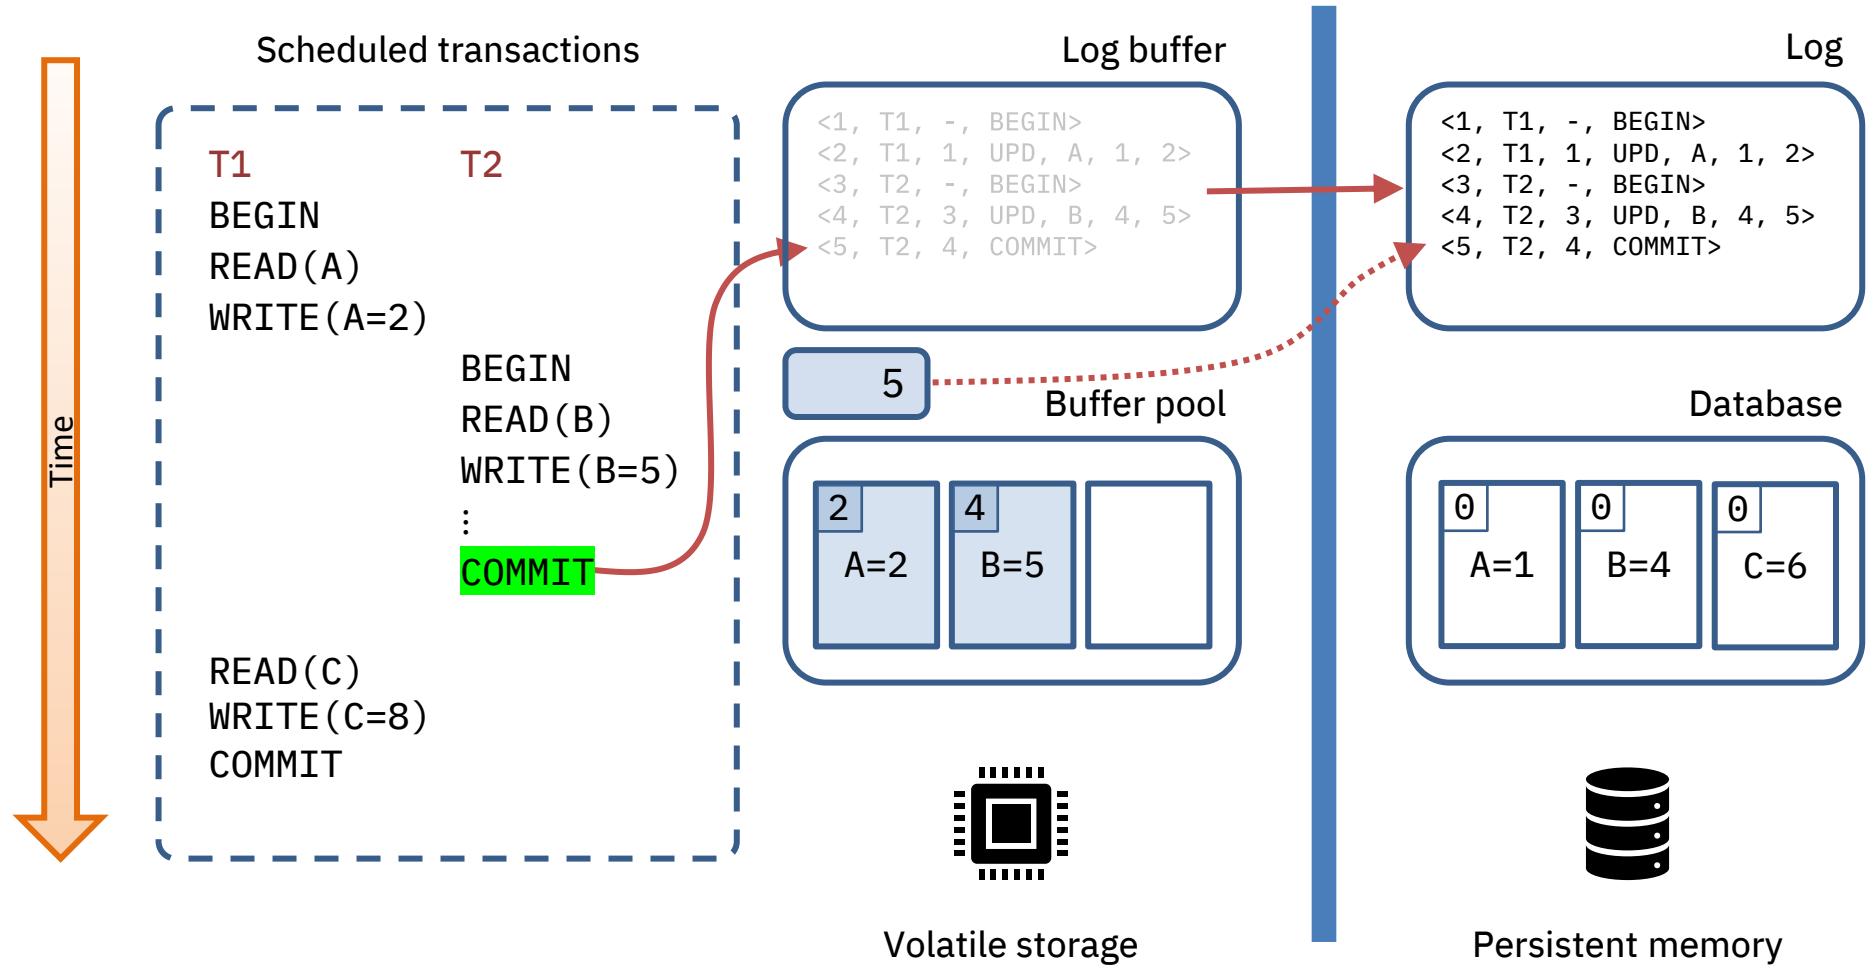 Scheduled transactions
Time
T1 T2
BEGIN
READ(A)
WRITE(A=2)
BEGIN
READ(B)
WRITE(B=5)
⋮
COMMIT
READ(C)
WRITE(C=8)
COMMIT
Log buffer
<1, T1, -, BEGIN>
<2, T1, 1, UPD, A, 1, 2>
<3, T2, -, BEGIN>
<4, T2, 3, UPD, B, 4, 5>
<5, T2, 4, COMMIT>
5
Buffer pool
2 4
A=2 B=5
Volatile storage
Log
<1, T1, -, BEGIN>
<2, T1, 1, UPD, A, 1, 2>
<3, T2, -, BEGIN>
<4, T2, 3, UPD, B, 4, 5>
<5, T2, 4, COMMIT>
Database
0 0 0
A=1 B=4 C=6
Persistent memory